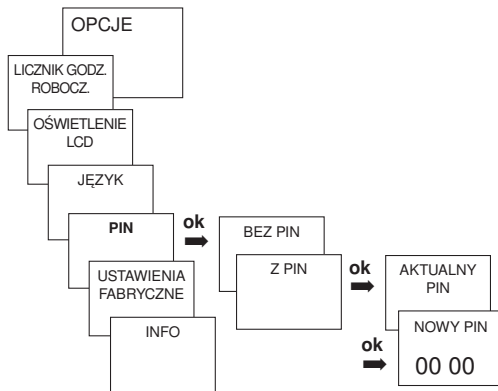 OPCJE
LICZNIK GODZ.
ROBOCZ.
OŚWIETLENIE
LCD
JĘZYK
PIN
ok
BEZ PIN
Z PIN
ok
AKTUALNY
PIN
USTAWIENIA
FABRYCZNE
INFO
ok
NOWY PIN
00 00